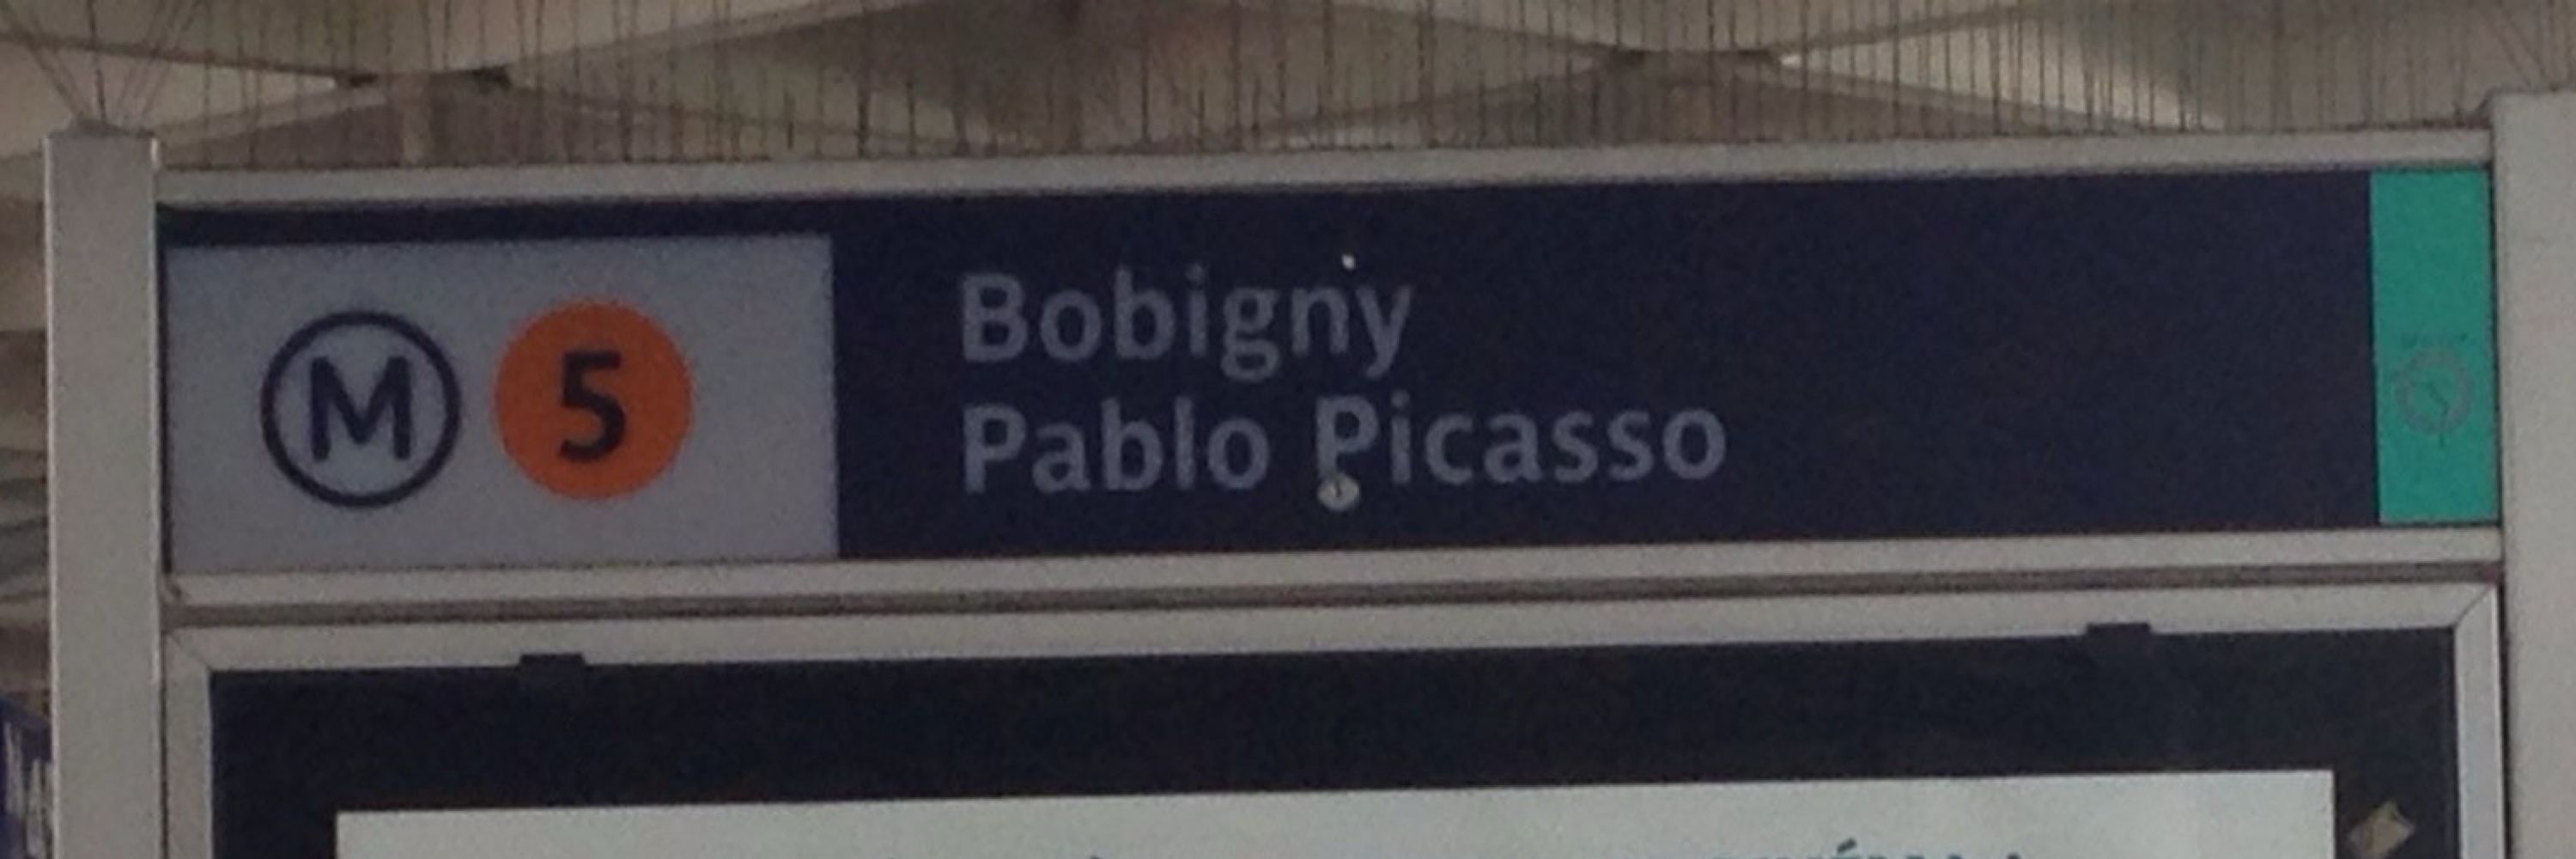 M 5
Bobigny
Pablo Picasso